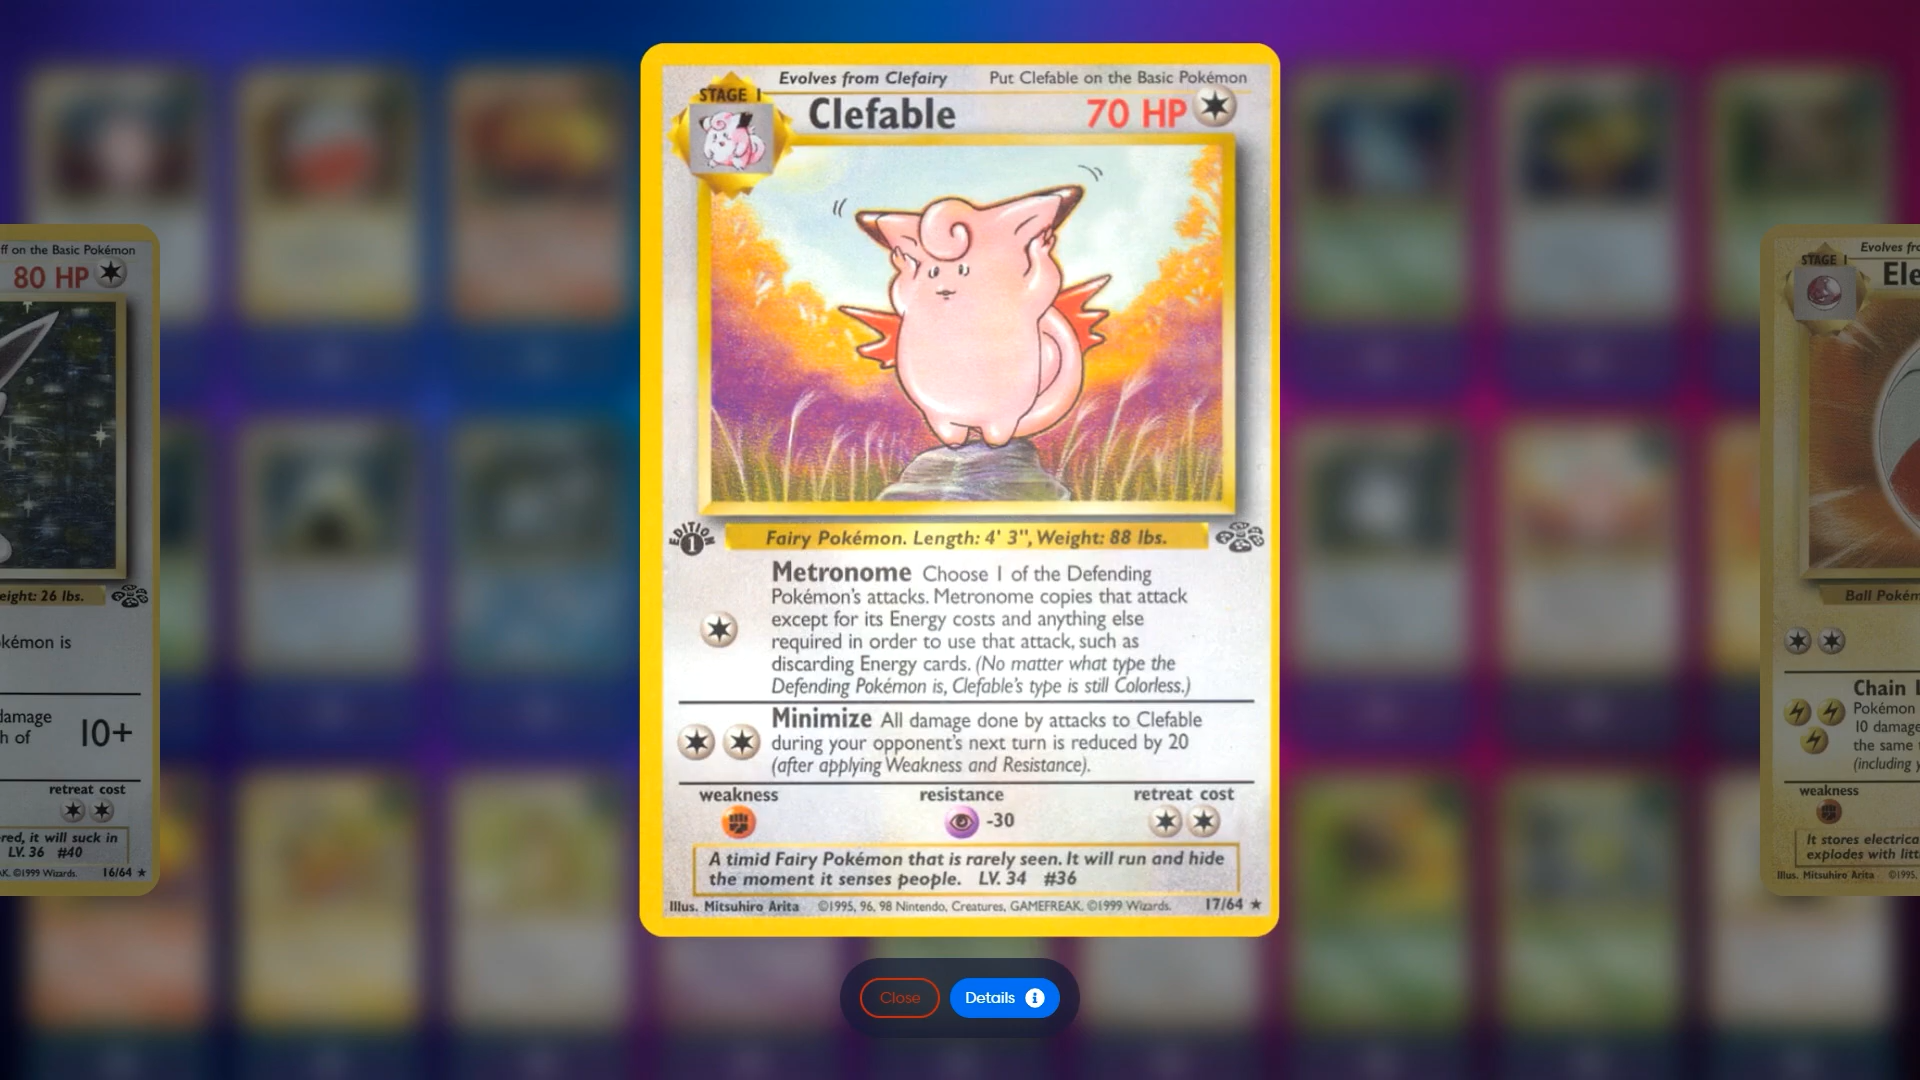 Evolves from Clefairy Put Clefable on the Basic Pokémon
STAGE 1
Clefable 70 HP
EDITION
1
Fairy Pokémon. Length: 4' 3", Weight: 88 lbs.
Metronome Choose 1 of the Defending
Pokémon's attacks. Metronome copies that attack
except for its Energy costs and anything else
required in order to use that attack, such as
discarding Energy cards. (No matter what type the
Defending Pokémon is, Clefable's type is still Colorless.)
Minimize All damage done by attacks to Clefable
during your opponent's next turn is reduced by 20
(after applying Weakness and Resistance).
weakness resistance retreat cost
-30
A timid Fairy Pokémon that is rarely seen. It will run and hide
the moment it senses people. LV. 34 #36
Illus. Mitsuhiro Arita ©1995, 96, 98 Nintendo, Creatures, GAMEFREAK. ©1999 Wizards. 17/64 ★
ff on the Basic Pokémon
80 HP
eight: 26 lbs.
kémon is
damage
h of 10+
retreat cost
red, it will suck in
LV. 36 #40
K. ©1999 Wizards. 16/64 ★
Evolves fro
STAGE 1
Ele
Ball Pokém
Chain L
Pokémon
10 damage
the same t
(including y
weakness
It stores electrica
explodes with litt
Illus. Mitsuhiro Arita ©1995,
Close
Details